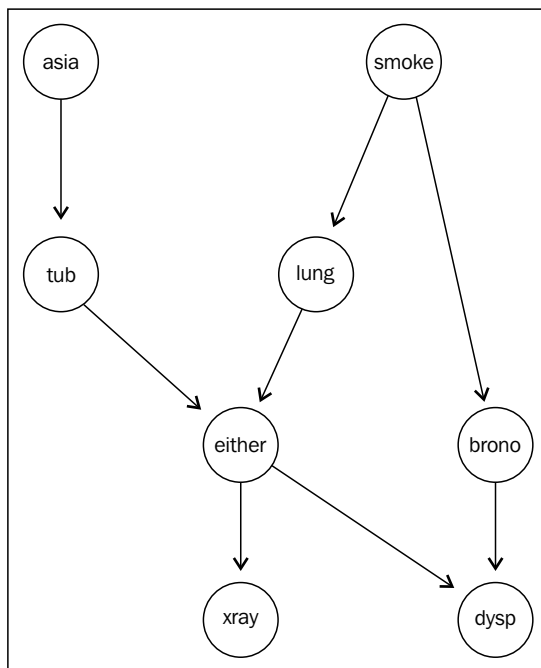 asia
smoke
tub
lung
either
brono
xray
dysp